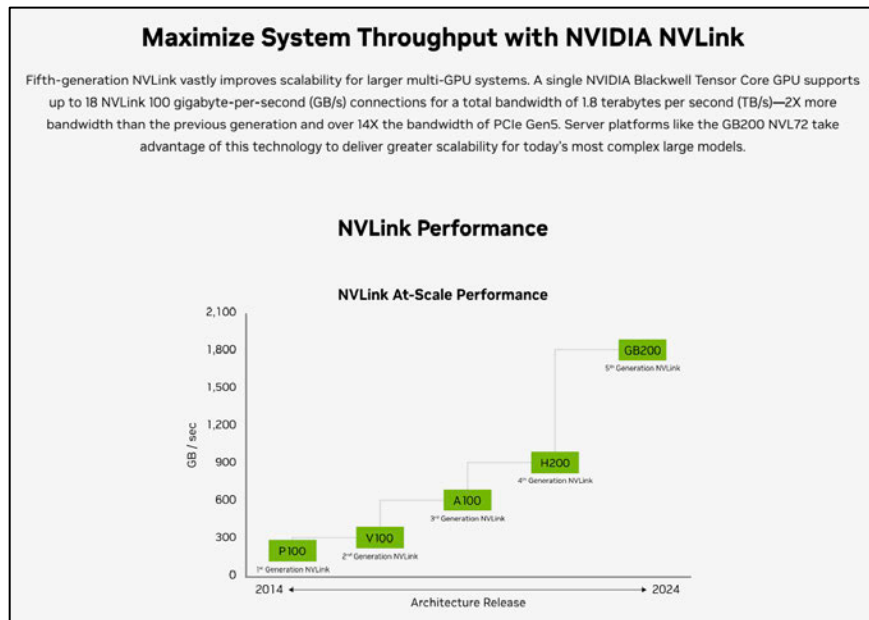 Maximize System Throughput with NVIDIA NVLink
Fifth-generation NVLink vastly improves scalability for larger multi-GPU systems. A single NVIDIA Blackwell Tensor Core GPU supports
up to 18 NVLink 100 gigabyte-per-second (GB/s) connections for a total bandwidth of 1.8 terabytes per second (TB/s)—2X more
bandwidth than the previous generation and over 14X the bandwidth of PCIe Gen5. Server platforms like the GB200 NVL72 take
advantage of this technology to deliver greater scalability for today's most complex large models.
NVLink Performance
NVLink At-Scale Performance
2,100
1,800
1,500
1,200
900
600
300
0
GB / sec
GB200
5th Generation NVLink
H200
4th Generation NVLink
A100
3rd Generation NVLink
V100
2nd Generation NVLink
P100
1st Generation NVLink
2014
2024
Architecture Release